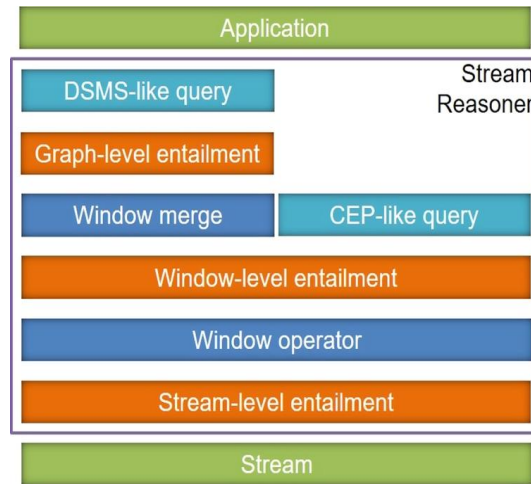 Application
Stream
Reasoner
DSMS-like query
Graph-level entailment
Window merge
CEP-like query
Window-level entailment
Window operator
Stream-level entailment
Stream